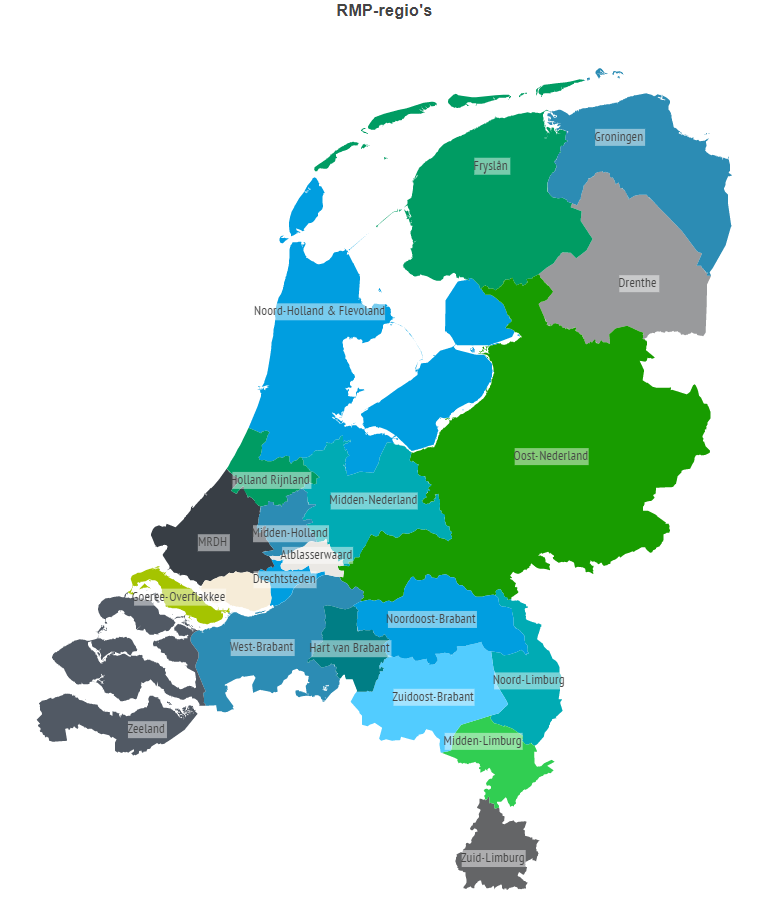 RMP-regio's
Groningen
Fryslân
Drenthe
Noord-Holland & Flevoland
Oost-Nederland
Holland Rijnland
Midden-Nederland
Midden-Holland
MRDH
Alblasserwaard
Drechtsteden
Goeree-Overflakkee
Noordoost-Brabant
West-Brabant
Hart van Brabant
Noord-Limburg
Zuidoost-Brabant
Zeeland
Midden-Limburg
Zuid-Limburg